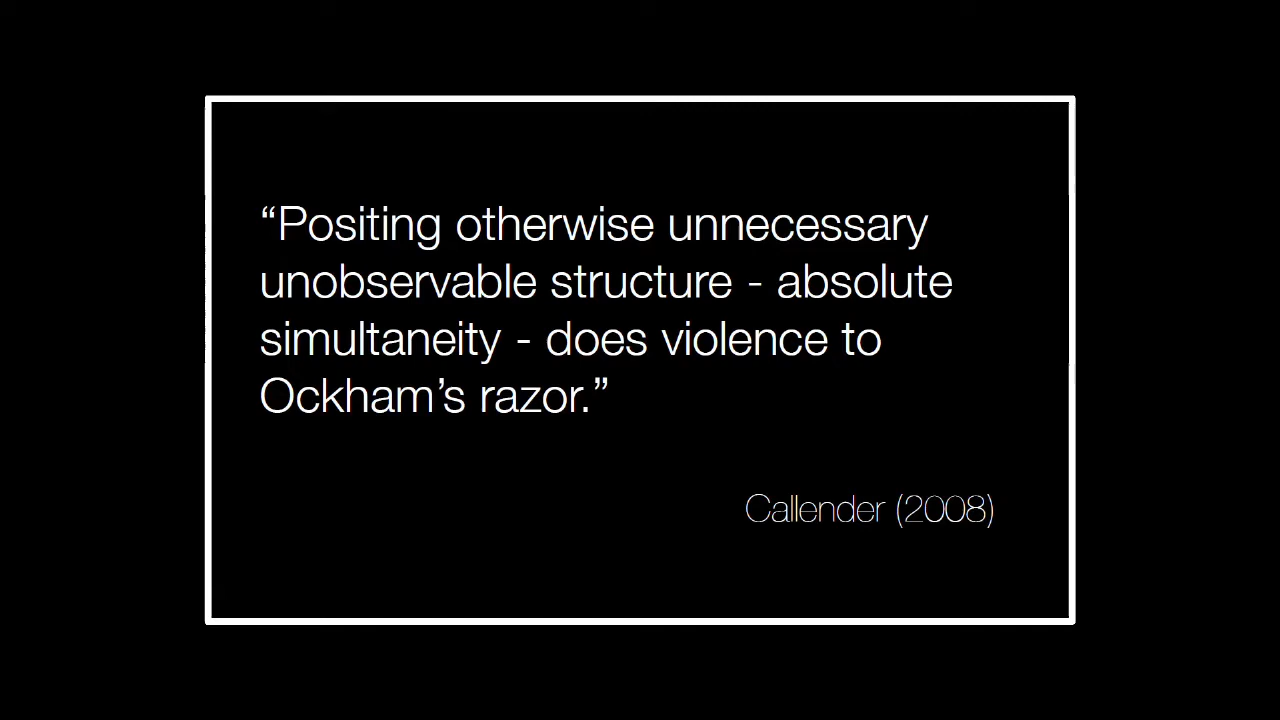 “Positing otherwise unnecessary
unobservable structure - absolute
simultaneity - does violence to
Ockham’s razor.”
Callender (2008)